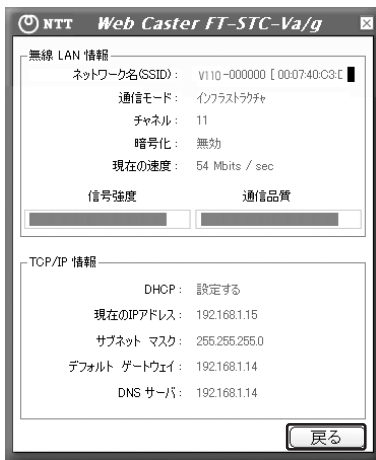 NTT Web Caster FT-STC-Va/g
無線 LAN 情報
ネットワーク名(SSID): V110-000000 [ 00:07:40:C3:E
通信モード: インフラストラクチャ
チャネル: 11
暗号化: 無効
現在の速度: 54 Mbits / sec
信号強度 通信品質
TCP/IP 情報
DHCP: 設定する
現在のIPアドレス: 192.168.1.15
サブネット マスク: 255.255.255.0
デフォルト ゲートウェイ: 192.168.1.14
DNS サーバ: 192.168.1.14
戻る